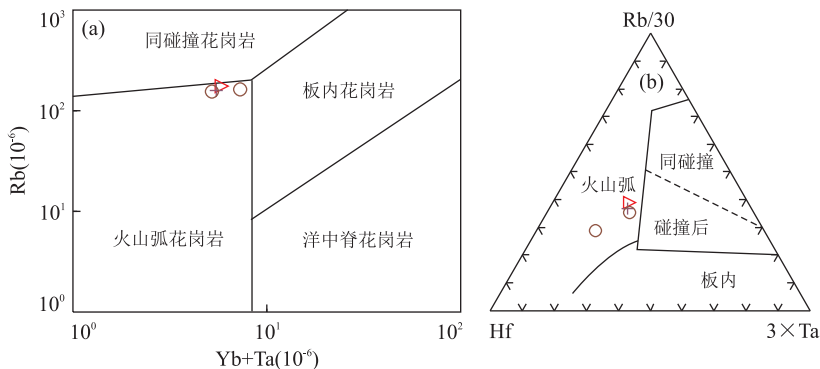 (a)
10³
同碰撞花岗岩
板内花岗岩
10²
Rb(10⁻⁶)
10¹
火山弧花岗岩
洋中脊花岗岩
10⁰
10⁰
10¹
10²
Yb+Ta(10⁻⁶)
Rb/30
(b)
同碰撞
火山弧
碰撞后
板内
Hf
3×Ta